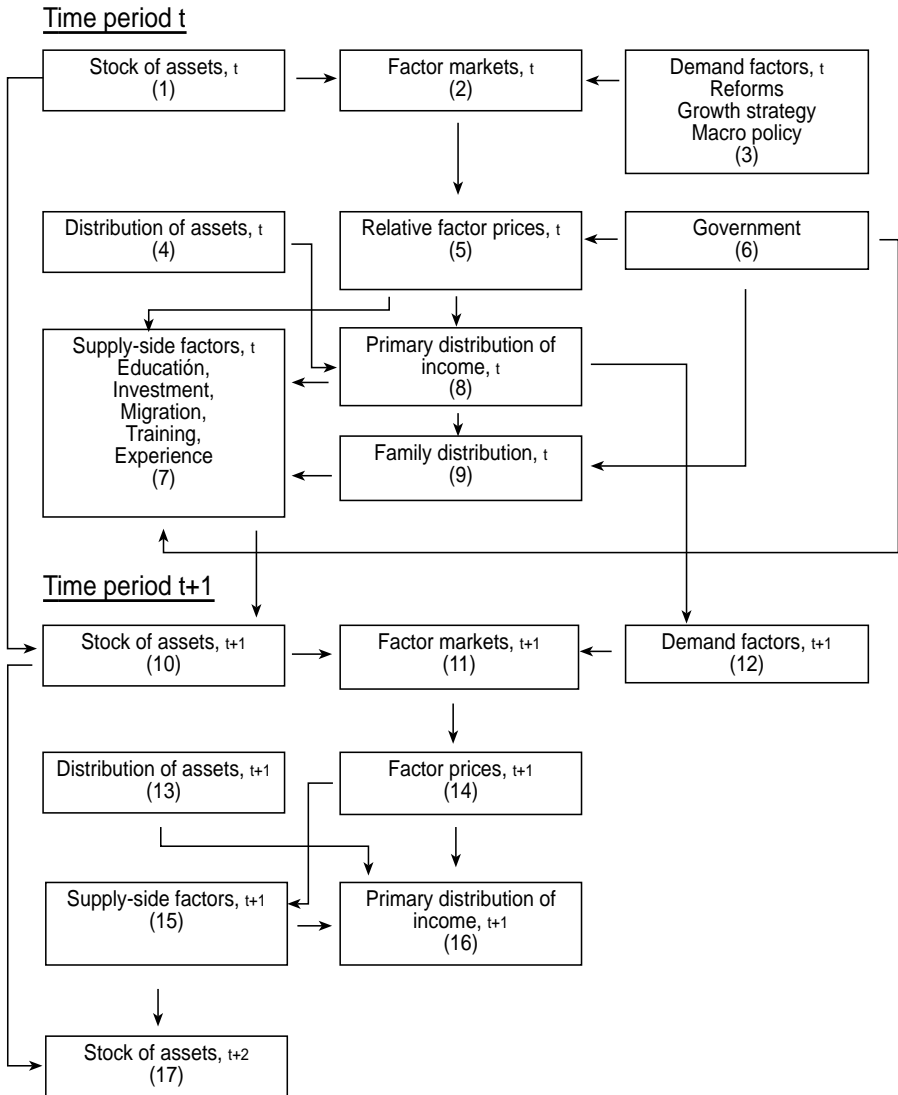 Time period t
Stock of assets, t
(1)
Factor markets, t
(2)
Demand factors, t
Reforms
Growth strategy
Macro policy
(3)
Distribution of assets, t
(4)
Relative factor prices, t
(5)
Government
(6)
Supply-side factors, t
Educatión,
Investment,
Migration,
Training,
Experience
(7)
Primary distribution of
income, t
(8)
Family distribution, t
(9)
Time period t+1
Stock of assets, t+1
(10)
Factor markets, t+1
(11)
Demand factors, t+1
(12)
Distribution of assets, t+1
(13)
Factor prices, t+1
(14)
Supply-side factors, t+1
(15)
Primary distribution of
income, t+1
(16)
Stock of assets, t+2
(17)